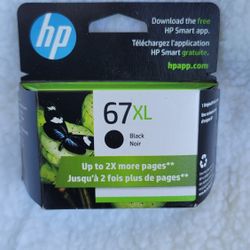 hp
Download the free
HP Smart app.
Téléchargez l'appli
HP Smart gratuite.
hpapp.com
67XL
Black
Noir
Up to 2X more pages**
Jusqu'à 2 fois plus de pages**